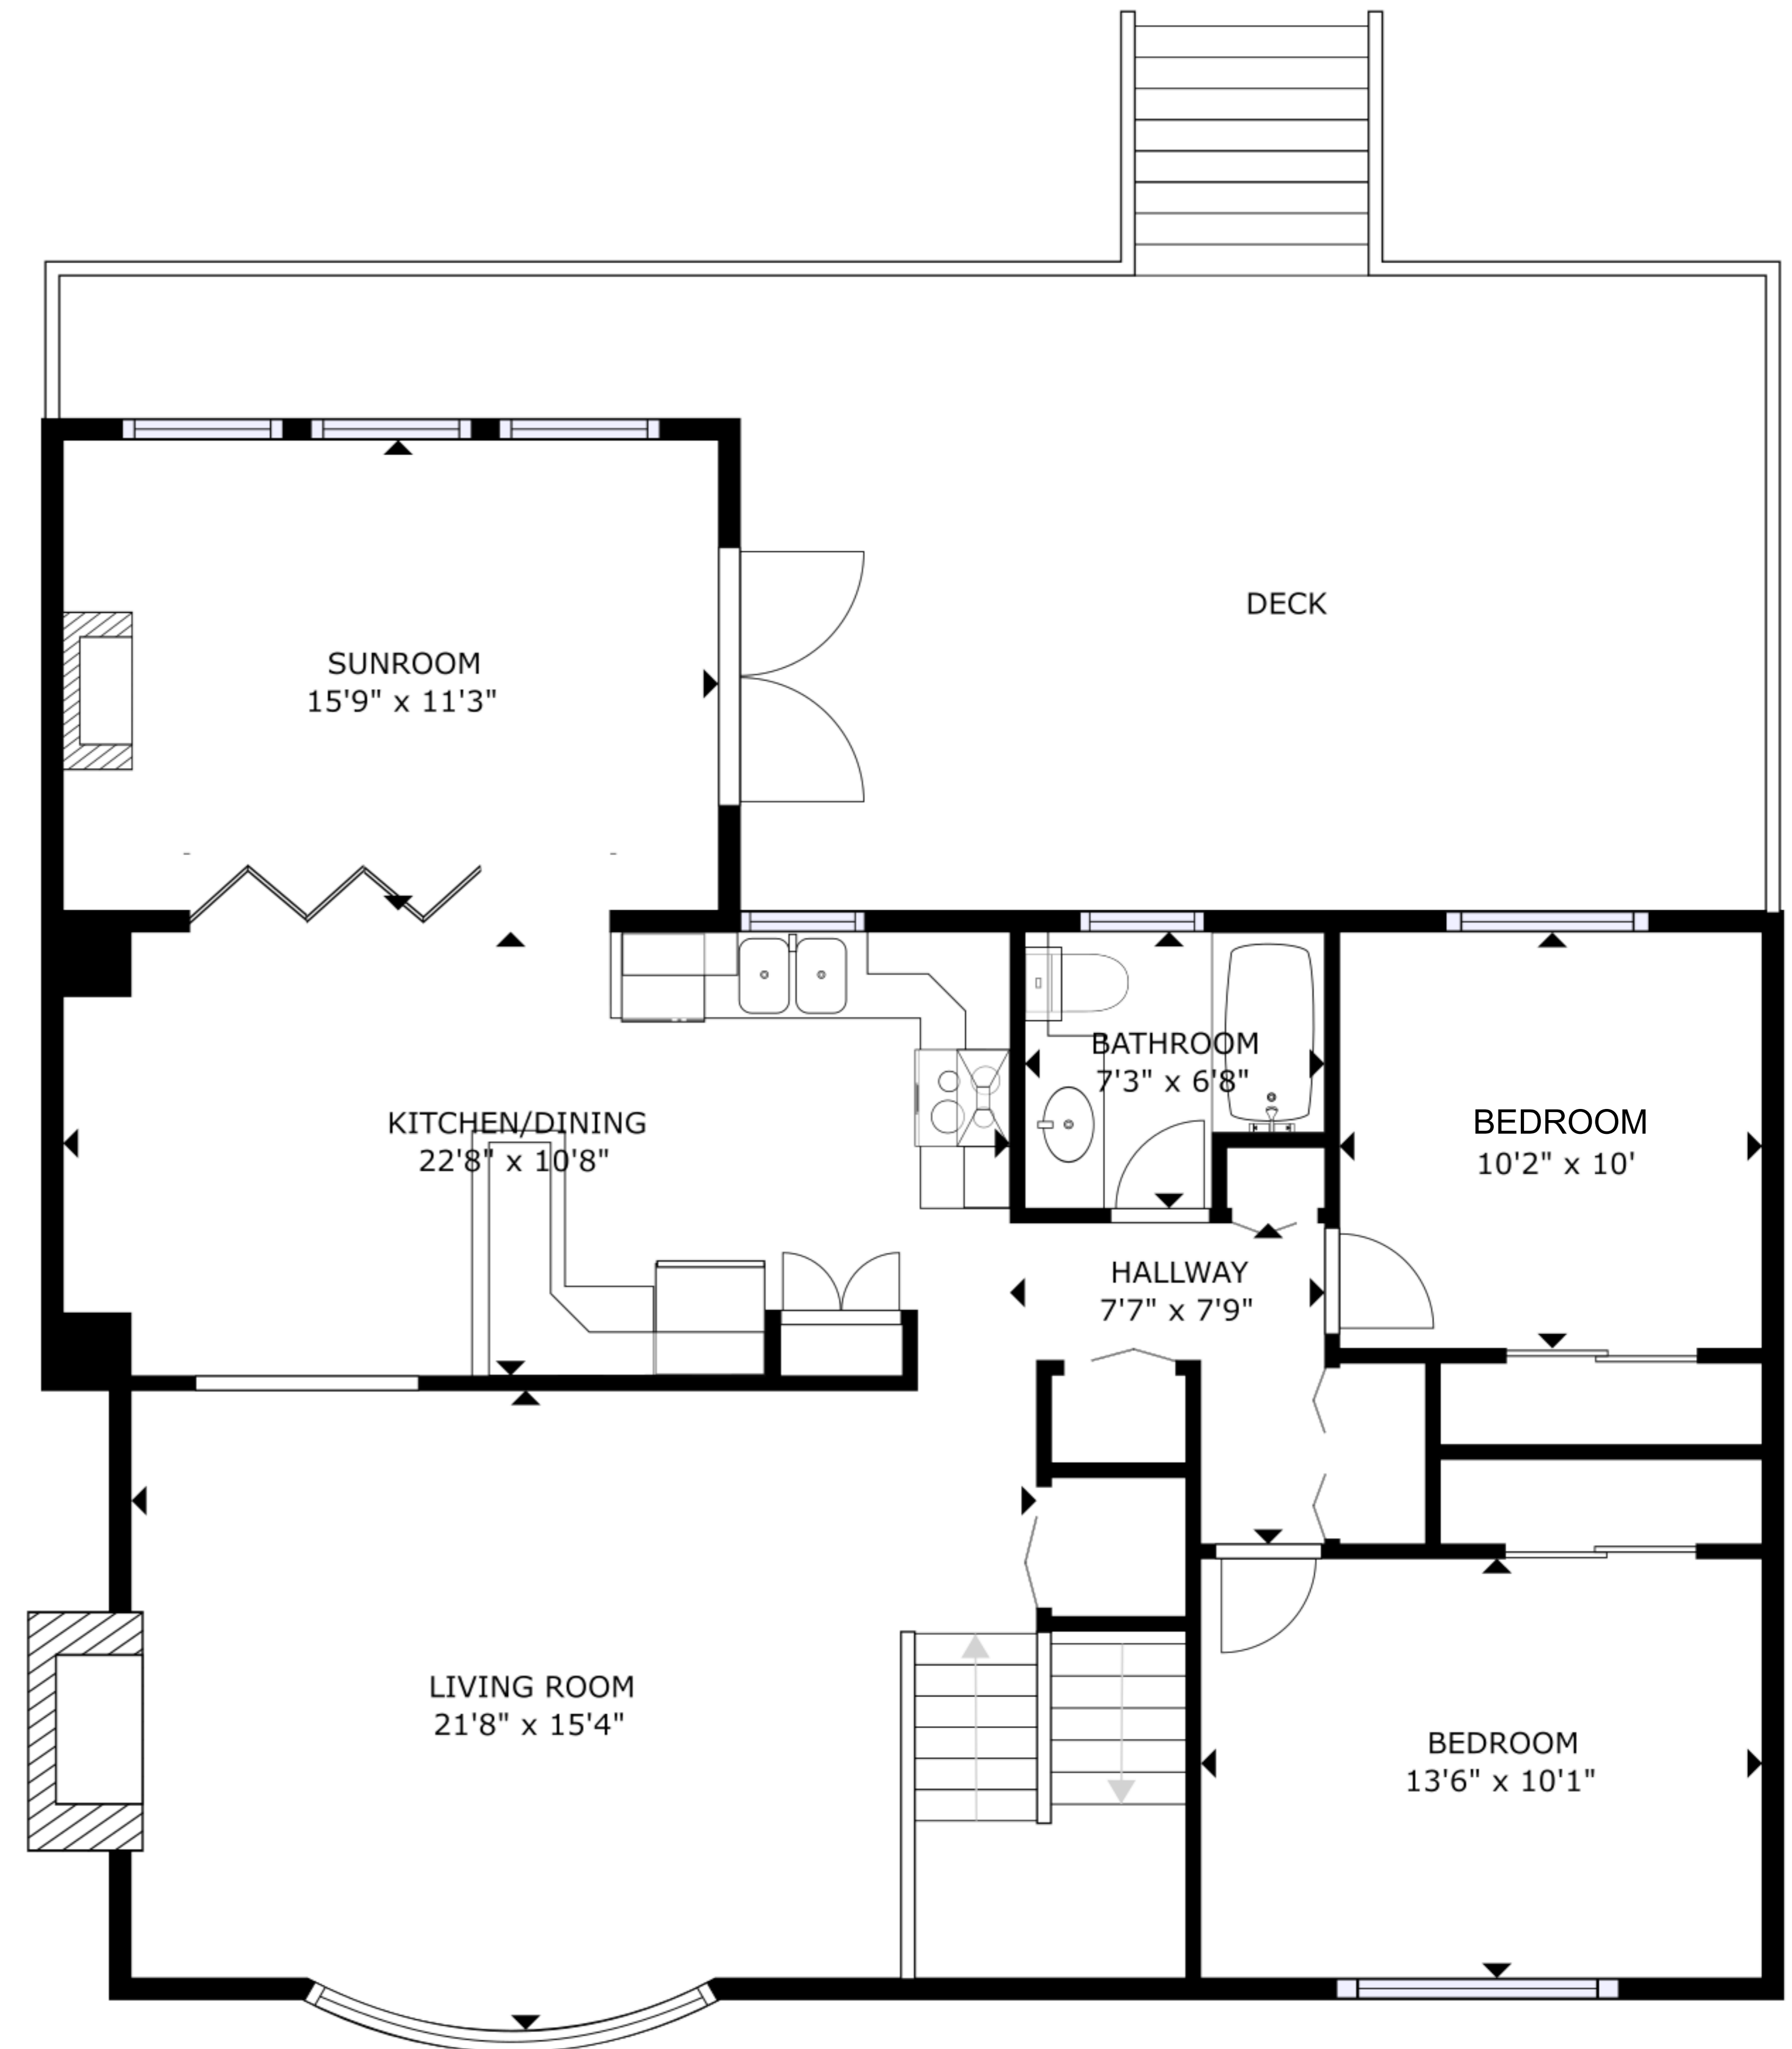 DECK
SUNROOM
15'9" x 11'3"
KITCHEN/DINING
22'8" x 10'8"
BATHROOM
7'3" x 6'8"
BEDROOM
10'2" x 10'
HALLWAY
7'7" x 7'9"
LIVING ROOM
21'8" x 15'4"
BEDROOM
13'6" x 10'1"